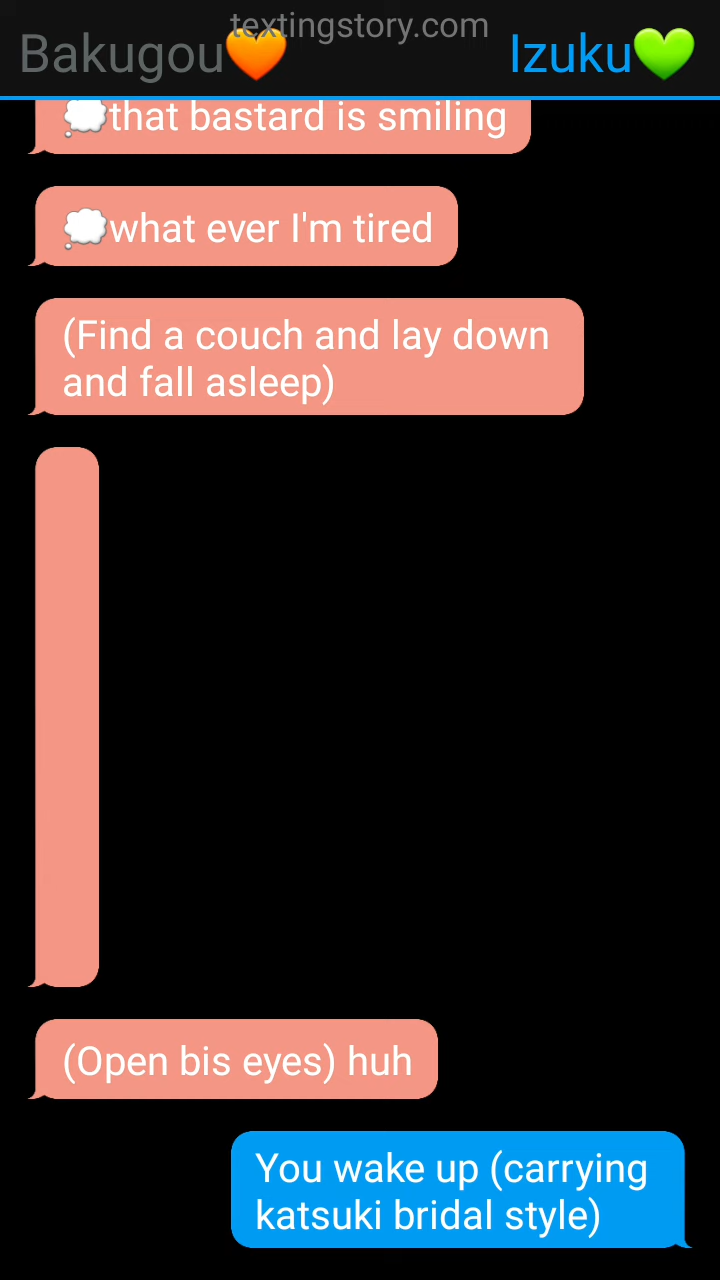 textingstory.com
Bakugou🧡 Izuku💚
💭that bastard is smiling
💭what ever I'm tired
(Find a couch and lay down
and fall asleep)
(Open bis eyes) huh
You wake up (carrying
katsuki bridal style)